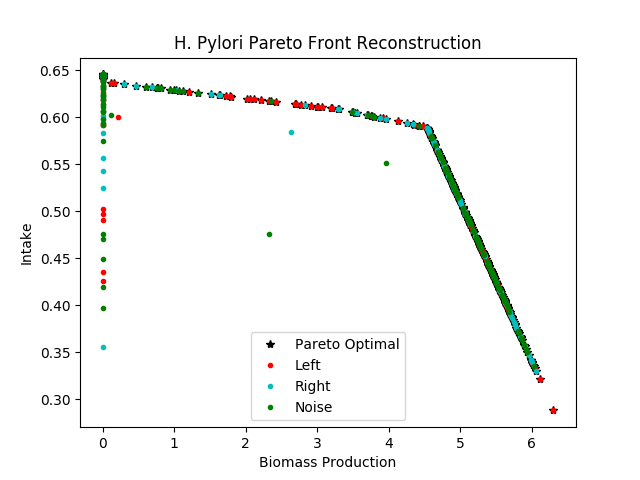 H. Pylori Pareto Front Reconstruction
Intake
0.65
0.60
0.55
0.50
0.45
0.40
0.35
0.30
0
1
2
3
4
5
6
Biomass Production
Pareto Optimal
Left
Right
Noise